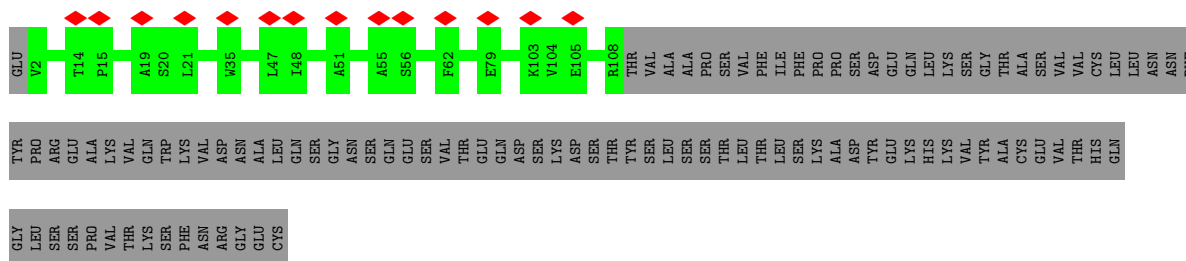 GLU V2 T14 P15 A19 S20 L21 W35 L47 I48 A51 A55 S56 F62 E79 K103 V104 E105 R108 THR VAL ALA ALA PRO SER VAL PHE ILE PHE PRO PRO SER ASP GLU GLN LEU LYS SER GLY THR ALA SER VAL VAL CYS LEU LEU ASN ASN
TYR PRO ARG GLU ALA LYS VAL GLN TRP LYS VAL ASP ASN ALA LEU GLN SER GLY ASN SER GLN GLU SER VAL THR GLU GLN ASP SER LYS ASP SER THR TYR SER LEU SER SER THR LEU THR LEU SER LYS ALA ASP TYR GLU LYS HIS LYS VAL TYR ALA CYS GLU VAL THR HIS GLN
GLY LEU SER SER PRO VAL THR LYS SER PHE ASN ARG GLY GLU CYS